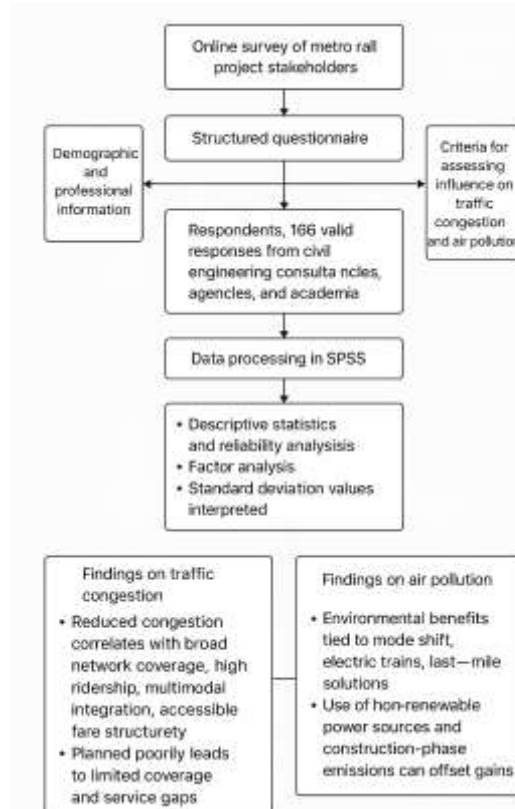 Online survey of metro rall
project stakeholders
Structured questionnaire
Demographic
and
professional
information
Criteria for
assessing
influence on
traffic
congestion
and air pollution
Respondents, 166 valid
responses from civil
engineering consulta ncles,
agencies, and academia
Data processing in SPSS
• Descriptive statistics
and reliability analysisis
• Factor analysis
• Standard deviation values
interpreted
Findings on traffic
congestion
• Reduced congestion
correlates with broad
network coverage, high
ridership, multimodal
integration, accessible
fare structurety
• Planned poorily leads
to limited coverage
and service gaps
Findings on air pollution
• Environmental benefits
tied to mode shift,
electric trains, last—mile
solutions
• Use of hon-renewable
power sources and
construction-phase
emissions can offset gains